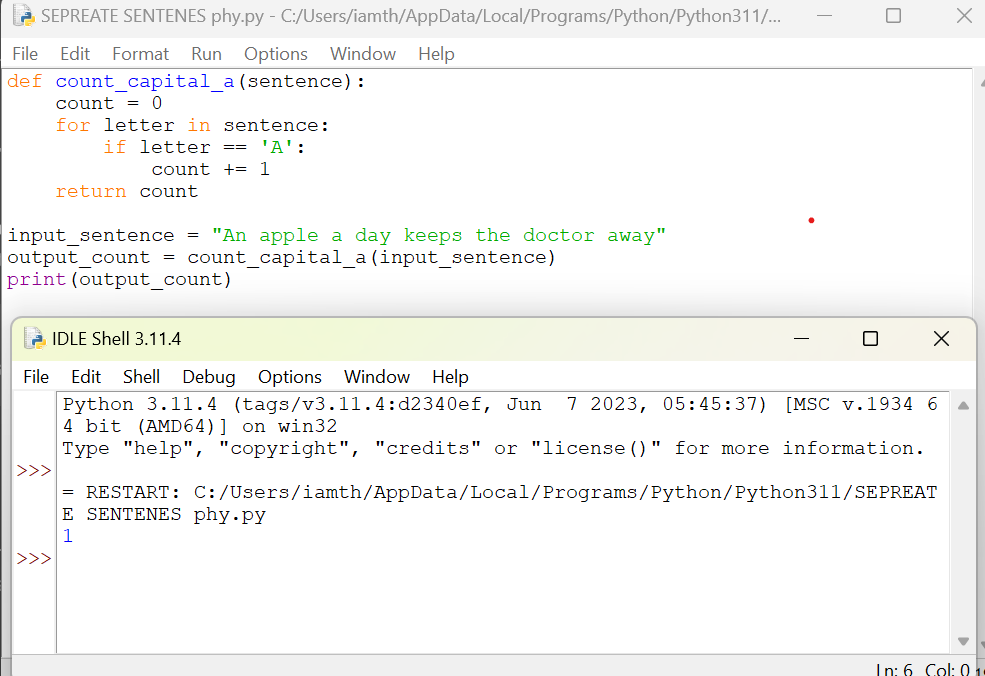 SEPREATE SENTENES phy.py - C:/Users/iamth/AppData/Local/Programs/Python/Python311/...
File Edit Format Run Options Window Help
def count_capital_a(sentence):
    count = 0
    for letter in sentence:
        if letter == 'A':
            count += 1
    return count
input_sentence = "An apple a day keeps the doctor away"
output_count = count_capital_a(input_sentence)
print(output_count)
IDLE Shell 3.11.4
File Edit Shell Debug Options Window Help
Python 3.11.4 (tags/v3.11.4:d2340ef, Jun  7 2023, 05:45:37) [MSC v.1934 6
4 bit (AMD64)] on win32
Type "help", "copyright", "credits" or "license()" for more information.
>>>
= RESTART: C:/Users/iamth/AppData/Local/Programs/Python/Python311/SEPREAT
E SENTENES phy.py
1
>>>
Ln: 6 Col: 0